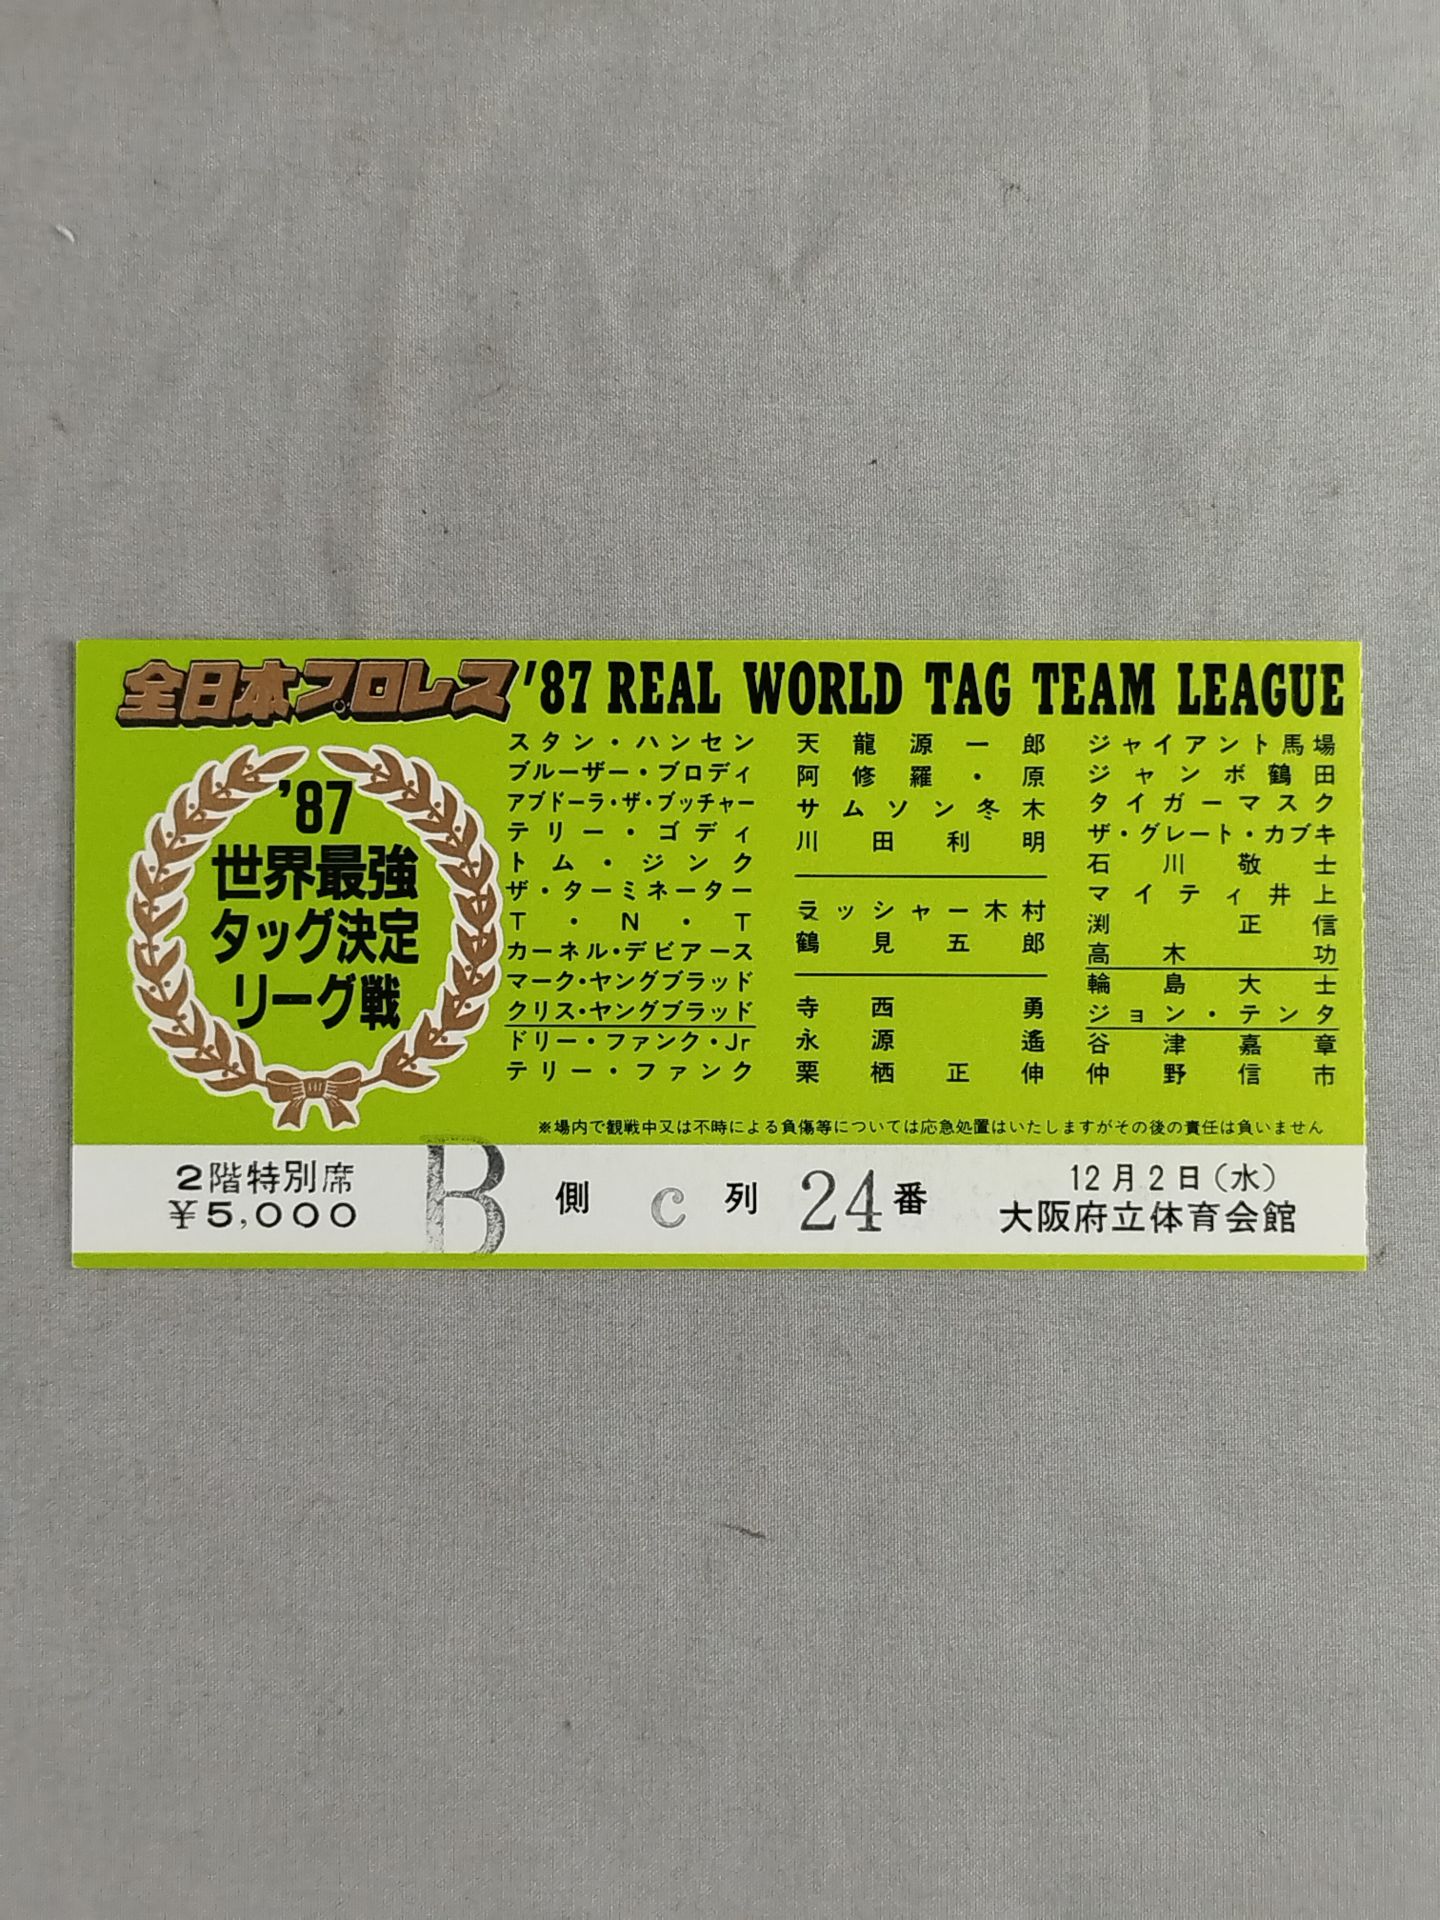 全日本プロレス '87 REAL WORLD TAG TEAM LEAGUE
'87
世界最強
タッグ決定
リーグ戦
スタン・ハンセン
ブルーザー・ブロディ
アブドーラ・ザ・ブッチャー
テリー・ゴディ
トム・ジンク
ザ・ターミネーター
T・N・T
カーネル・デビアース
マーク・ヤングブラッド
クリス・ヤングブラッド
ドリー・ファンク・Jr
テリー・ファンク
天龍源一郎
阿修羅・原
サムソン冬木
川田利明
ラッシャー木村
鶴見五郎
寺西勇
永源遙
栗栖正伸
ジャイアント馬場
ジャンボ鶴田
タイガーマスク
ザ・グレート・カブキ
石川敬士
マイティ井上
渕正信
高木功
輪島大士
ジョン・テンタ
谷津嘉章
仲野信市
※場内で観戦中又は不時による負傷等については応急処置はいたしますがその後の責任は負いません
2階特別席
¥5,000
B 側 c 列 24 番
12月2日(水)
大阪府立体育会館